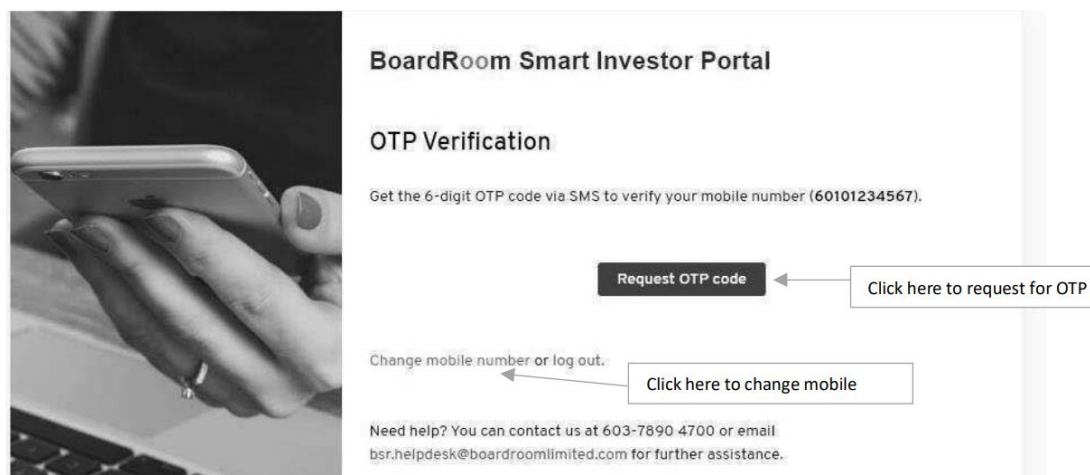 BoardRoom Smart Investor Portal
OTP Verification
Get the 6-digit OTP code via SMS to verify your mobile number (60101234567).
Request OTP code
Click here to request for OTP
Change mobile number or log out.
Click here to change mobile
Need help? You can contact us at 603-7890 4700 or email
bsr.helpdesk@boardroomlimited.com for further assistance.